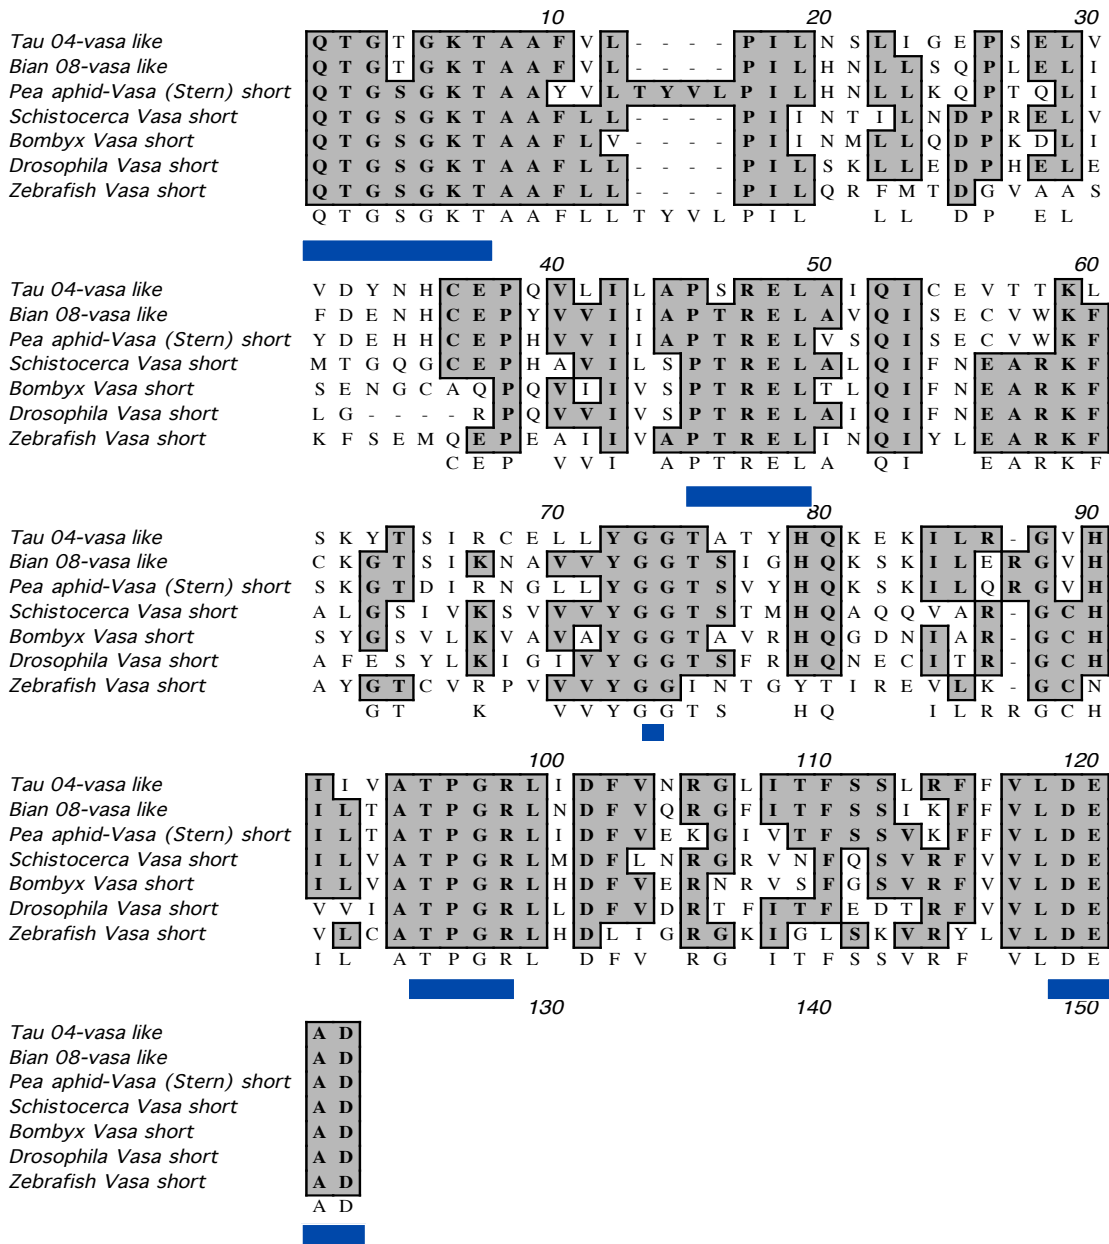 10 20 30
Tau 04-vasa like Q T G T G K T A A F V L - - - - P I L N S L I G E P S E L V
Bian 08-vasa like Q T G T G K T A A F V L - - - - P I L H N L L S Q P L E L I
Pea aphid-Vasa (Stern) short Q T G S G K T A A Y V L T Y V L P I L H N L L K Q P T Q L I
Schistocerca Vasa short Q T G S G K T A A F L L - - - - P I I N T I L N D P R E L V
Bombyx Vasa short Q T G S G K T A A F L V - - - - P I I N M L L Q D P K D L I
Drosophila Vasa short Q T G S G K T A A F L L - - - - P I L S K L L E D P H E L E
Zebrafish Vasa short Q T G S G K T A A F L L - - - - P I L Q R F M T D G V A A S
Q T G S G K T A A F L L T Y V L P I L L L D P E L
40 50 60
Tau 04-vasa like V D Y N H C E P Q V L I L A P S R E L A I Q I C E V T T K L
Bian 08-vasa like F D E N H C E P Y V V I I A P T R E L A V Q I S E C V W K F
Pea aphid-Vasa (Stern) short Y D E H H C E P H V V I I A P T R E L V S Q I S E C V W K F
Schistocerca Vasa short M T G Q G C E P H A V I L S P T R E L A L Q I F N E A R K F
Bombyx Vasa short S E N G C A Q P Q V I I V S P T R E L T L Q I F N E A R K F
Drosophila Vasa short L G - - - R P Q V V I V S P T R E L A I Q I F N E A R K F
Zebrafish Vasa short K F S E M Q E P E A I I V A P T R E L I N Q I Y L E A R K F
C E P V V I A P T R E L A Q I E A R K F
70 80 90
Tau 04-vasa like S K Y T S I R C E L L Y G G T A T Y H Q K E K I L R - G V H
Bian 08-vasa like C K G T S I K N A V V Y G G T S I G H Q K S K I L E R G V H
Pea aphid-Vasa (Stern) short S K G T D I R N G L L Y G G T S V Y H Q K S K I L Q R G V H
Schistocerca Vasa short A L G S I V K S V V V Y G G T S T M H Q A Q Q V A R - G C H
Bombyx Vasa short S Y G S V L K V A V A Y G G T A V R H Q G D N I A R - G C H
Drosophila Vasa short A F E S Y L K I G I V Y G G T S F R H Q N E C I T R - G C H
Zebrafish Vasa short A Y G T C V R P V V V Y G G I N T G Y T I R E V L K - G C N
G T K V V Y G G T S H Q I L R R G C H
100 110 120
Tau 04-vasa like I I V A T P G R L I D F V N R G L I T F S S L R F F V L D E
Bian 08-vasa like I L T A T P G R L N D F V Q R G F I T F S S I K F F V L D E
Pea aphid-Vasa (Stern) short I L T A T P G R L I D F V E K G I V T F S S V K F F V L D E
Schistocerca Vasa short I L V A T P G R L M D F L N R G R V N F Q S V R F V V L D E
Bombyx Vasa short I L V A T P G R L H D F V E R N R V S F G S V R F V V L D E
Drosophila Vasa short V V I A T P G R L L D F V D R T F I T F E D T R F V V L D E
Zebrafish Vasa short V L C A T P G R L H D L I G R G K I G L S K V R Y L V L D E
I L A T P G R L D F V R G I T F S S V R F V L D E
130 140 150
Tau 04-vasa like A D
Bian 08-vasa like A D
Pea aphid-Vasa (Stern) short A D
Schistocerca Vasa short A D
Bombyx Vasa short A D
Drosophila Vasa short A D
Zebrafish Vasa short A D
A D